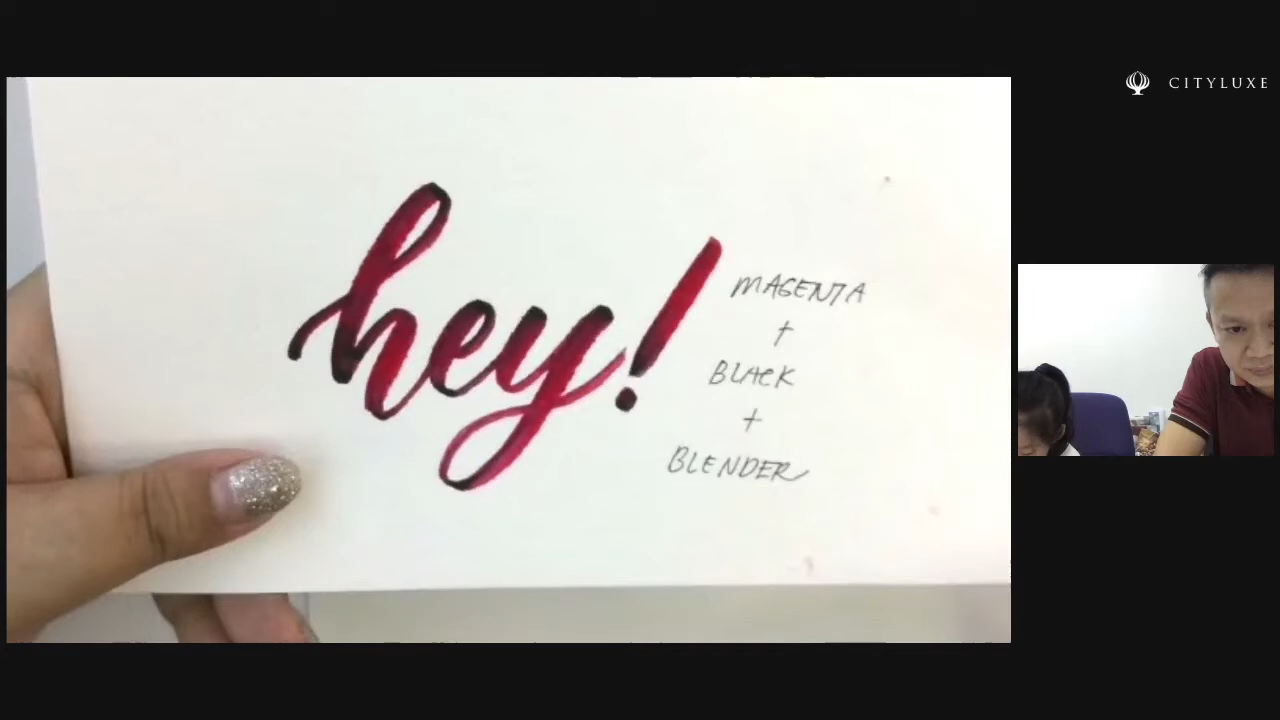 CITYLUXE
hey!
MAGENTA
+
BLACK
+
BLENDER